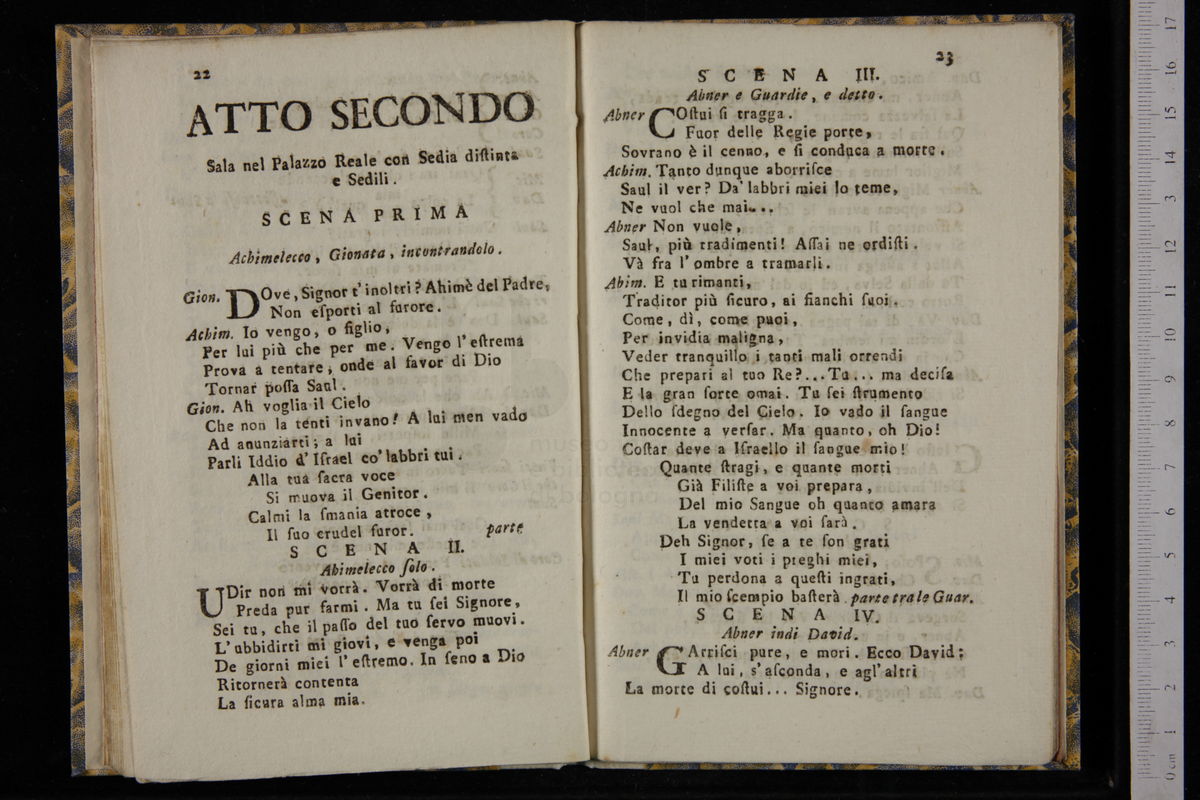 22
ATTO SECONDO
Sala nel Palazzo Reale con Sedia diſtinta
e Sedili.
SCENA PRIMA
Achimelecco, Gionata, incontrandolo.
Gion. DOve, Signor t'inoltri? Ahimè del Padre,
Non eſporti al furore.
Achim. Io vengo, o figlio,
Per lui più che per me. Vengo l'eſtrema
Prova a tentare, onde al favor di Dio
Tornar poſſa Saul.
Gion. Ah voglia il Cielo
Che non la tenti invano! A lui men vado
Ad anunziarti; a lui
Parli Iddio d'Iſrael co'labbri tui.
Alla tua ſacra voce
Si muova il Genitor.
Calmi la ſmania atroce,
Il ſuo crudel furor. parte
SCENA II.
Abimelecco ſolo.
UDir non mi vorrà. Vorrà di morte
Preda pur farmi. Ma tu ſei Signore,
Sei tu, che il paſſo del tuo ſervo muovi.
L'ubbidirti mi giovi, e venga poi
De giorni miei l'eſtremo. In ſeno a Dio
Ritornerà contenta
La ſicura alma mia.
23
SCENA III.
Abner e Guardie, e detto.
Abner COſtui ſi tragga.
Fuor delle Regie porte,
Sovrano è il cenno, e ſi conduca a morte.
Achim. Tanto dunque aborriſce
Saul il ver? Da'labbri miei lo teme,
Ne vuol che mai...
Abner Non vuole,
Saul, più tradimenti! Aſſai ne ordiſti.
Và fra l'ombre a tramarli.
Abim. E tu rimanti,
Traditor più ſicuro, ai fianchi ſuoi.
Come, dì, come puoi,
Per invidia maligna,
Veder tranquillo i tanti mali orrendi
Che prepari al tuo Re?...Tu... ma deciſa
E la gran ſorte omai. Tu ſei ſtrumento
Dello ſdegno del Cielo. Io vado il ſangue
Innocente a verſar. Ma quanto, oh Dio!
Coſtar deve a Iſraello il ſangue mio!
Quante ſtragi, e quante morti
Già Filiſte a voi prepara,
Del mio Sangue oh quanto amara
La vendetta a voi ſarà.
Deh Signor, ſe a te ſon grati
I miei voti i preghi miei,
Tu perdona a queſti ingrati,
Il mio ſcempio baſterà. parte tra le Guar.
SCENA IV.
Abner indi David.
Abner GArriſci pure, e mori. Ecco David;
A lui, s'aſconda, e agl'altri
La morte di coſtui... Signore.